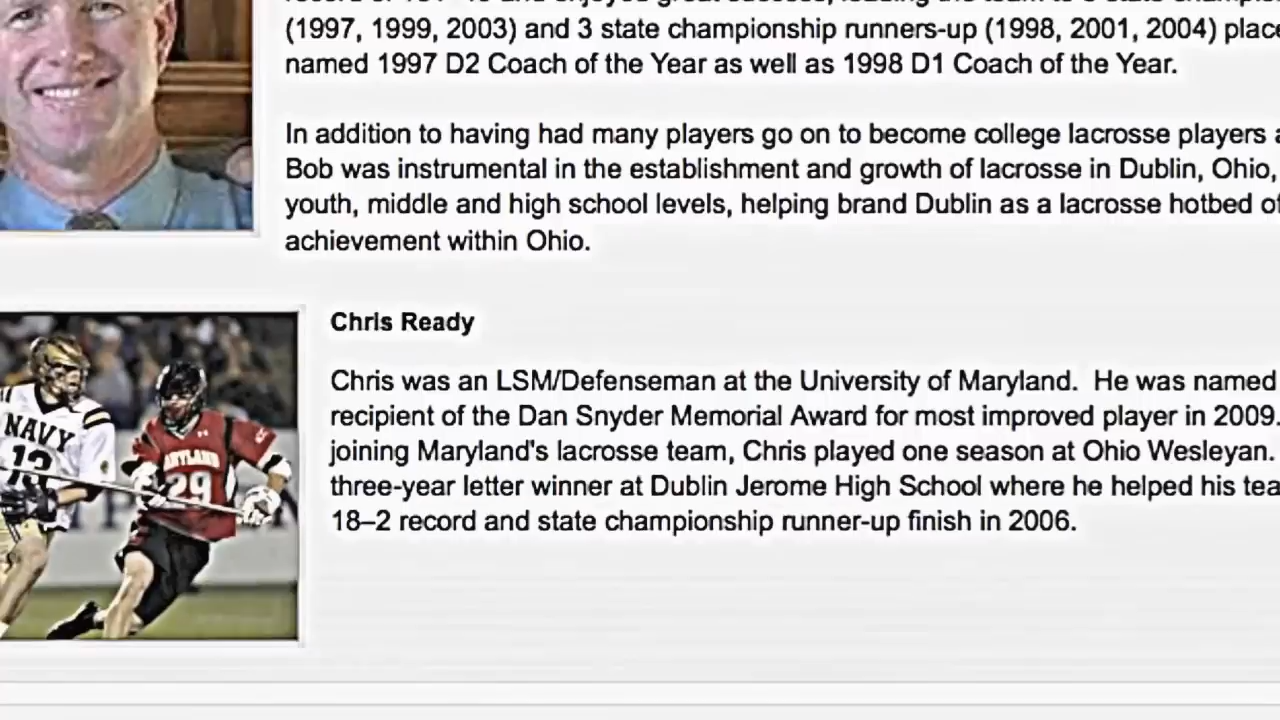 (1997, 1999, 2003) and 3 state championship runners-up (1998, 2001, 2004)
named 1997 D2 Coach of the Year as well as 1998 D1 Coach of the Year.
In addition to having had many players go on to become college lacrosse players
Bob was instrumental in the establishment and growth of lacrosse in Dublin, Ohio,
youth, middle and high school levels, helping brand Dublin as a lacrosse hotbed of
achievement within Ohio.
Chris Ready
Chris was an LSM/Defenseman at the University of Maryland. He was named
recipient of the Dan Snyder Memorial Award for most improved player in 2009.
joining Maryland's lacrosse team, Chris played one season at Ohio Wesleyan.
three-year letter winner at Dublin Jerome High School where he helped his
18–2 record and state championship runner-up finish in 2006.
NAVY
13
MARYLAND
29